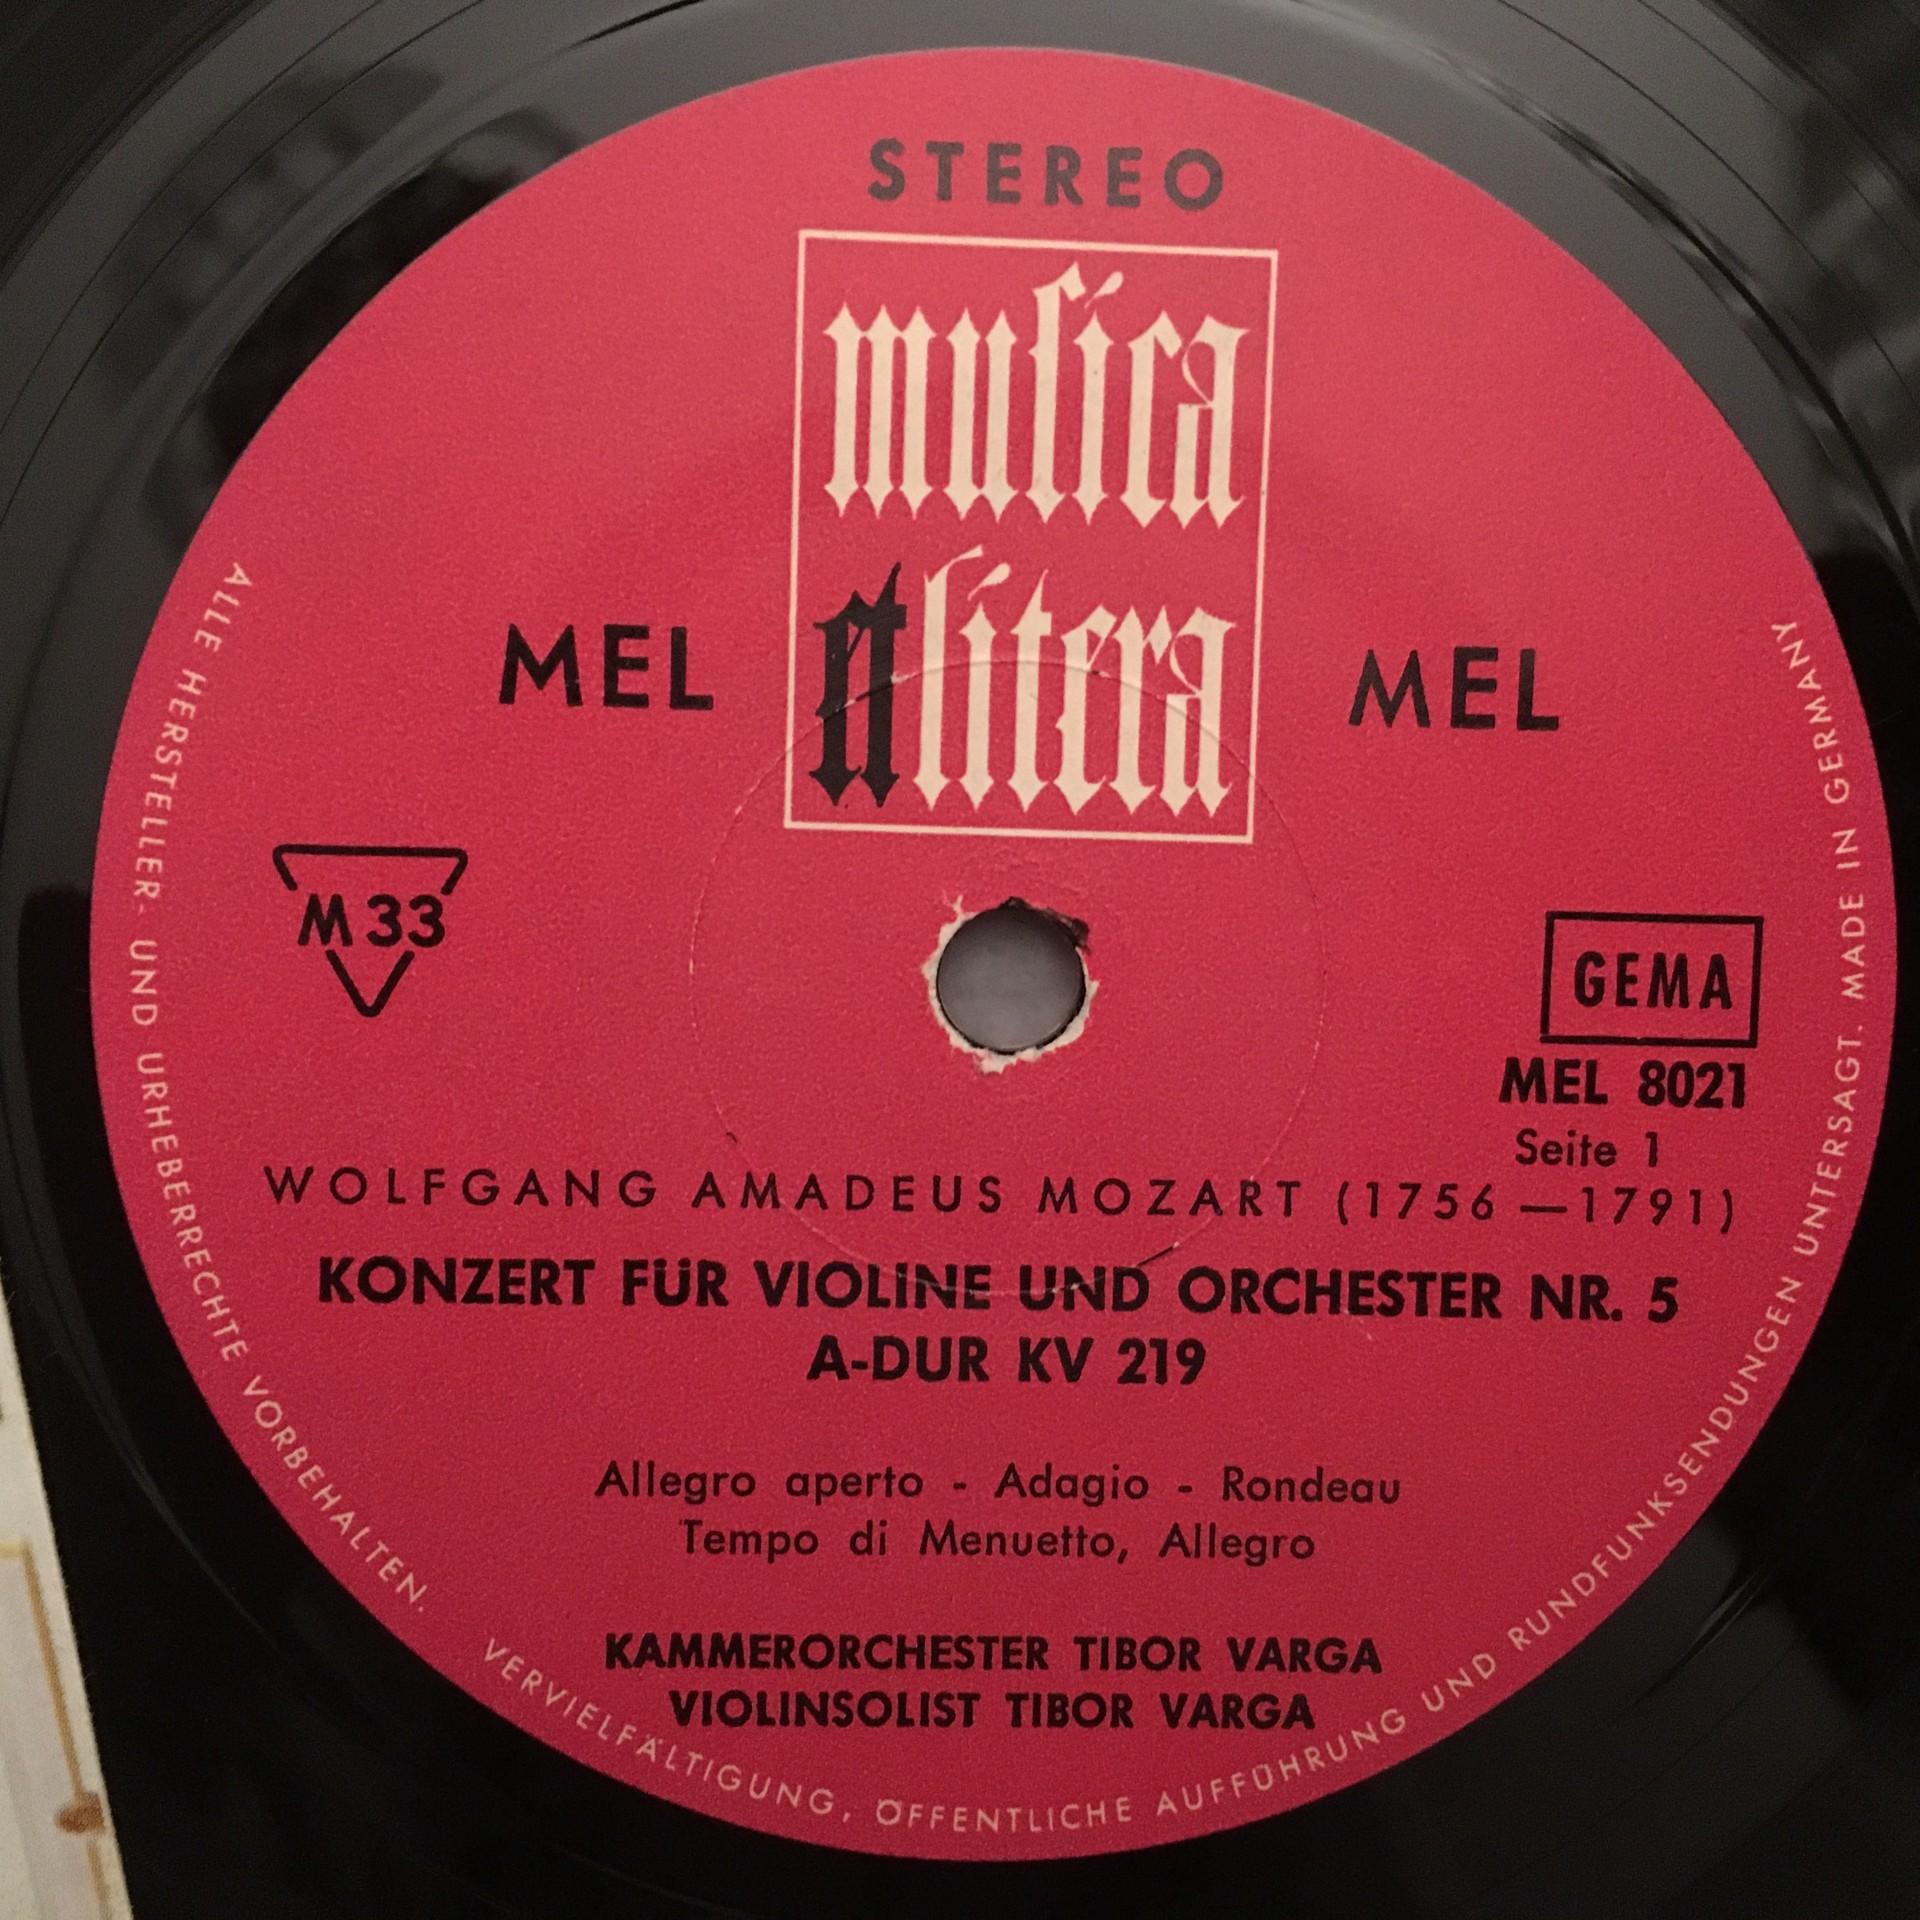 STEREO
musica
et litera
MEL
MEL
M 33
GEMA
MEL 8021
Seite 1
WOLFGANG AMADEUS MOZART (1756 —1791)
KONZERT FÜR VIOLINE UND ORCHESTER NR. 5
A-DUR KV 219
Allegro aperto - Adagio - Rondeau
Tempo di Menuetto, Allegro
KAMMERORCHESTER TIBOR VARGA
VIOLINSOLIST TIBOR VARGA
ALLE HERSTELLER- UND URHEBERRECHTE VORBEHALTEN. VERVIELFÄLTIGUNG, ÖFFENTLICHE AUFFÜHRUNG UND RUNDFUNKSENDUNGEN UNTERSAGT. MADE IN GERMANY